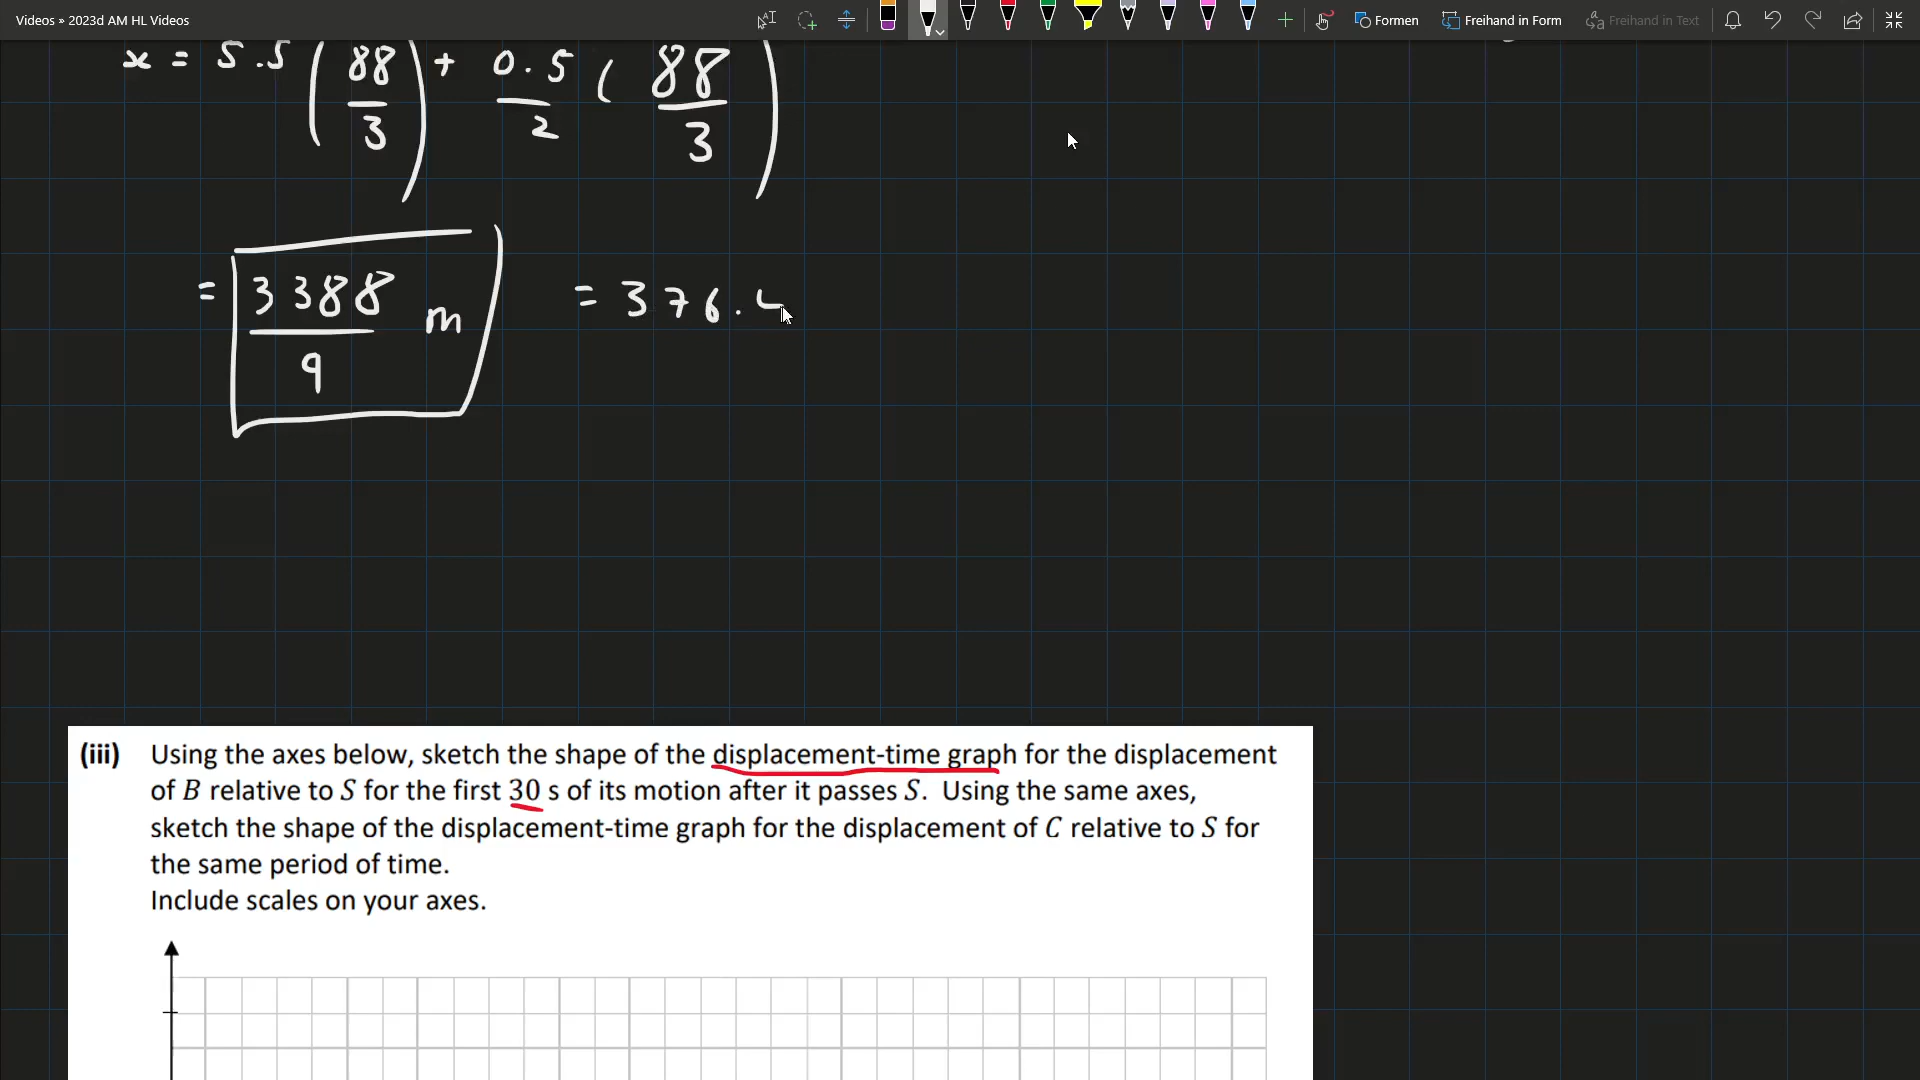 Videos » 2023d AM HL Videos
Formen
Freihand in Form
Freihand in Text
x = 5.5 ( 88/3 ) + 0.5/2 ( 88/3 )
= 3388/9 m = 376.4
(iii) Using the axes below, sketch the shape of the displacement-time graph for the displacement
of B relative to S for the first 30 s of its motion after it passes S. Using the same axes,
sketch the shape of the displacement-time graph for the displacement of C relative to S for
the same period of time.
Include scales on your axes.